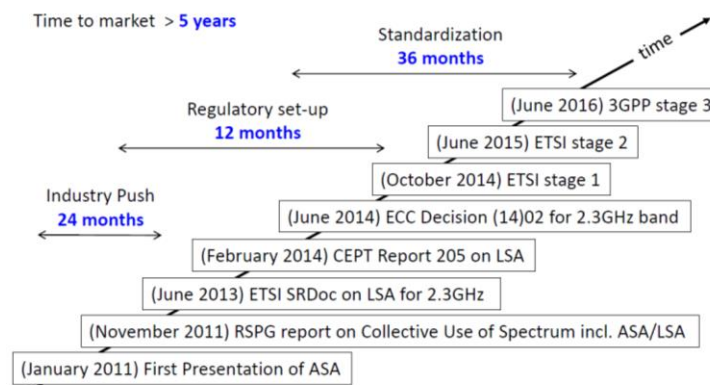 Time to market > 5 years
Standardization
36 months
time
(June 2016) 3GPP stage 3
Regulatory set-up
12 months
(June 2015) ETSI stage 2
(October 2014) ETSI stage 1
Industry Push
24 months
(June 2014) ECC Decision (14)02 for 2.3GHz band
(February 2014) CEPT Report 205 on LSA
(June 2013) ETSI SRDoc on LSA for 2.3GHz
(November 2011) RSPG report on Collective Use of Spectrum incl. ASA/LSA
(January 2011) First Presentation of ASA